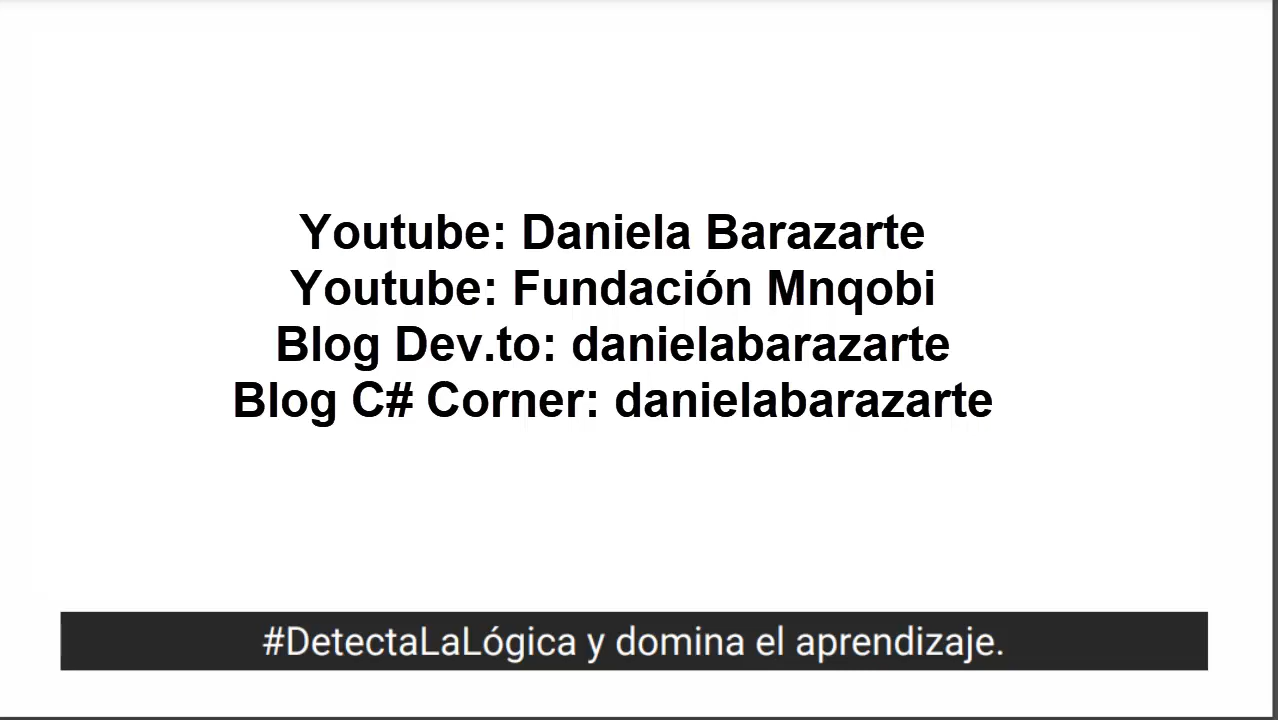 Youtube: Daniela Barazarte
Youtube: Fundación Mnqobi
Blog Dev.to: danielabarazarte
Blog C# Corner: danielabarazarte
#DetectaLaLógica y domina el aprendizaje.